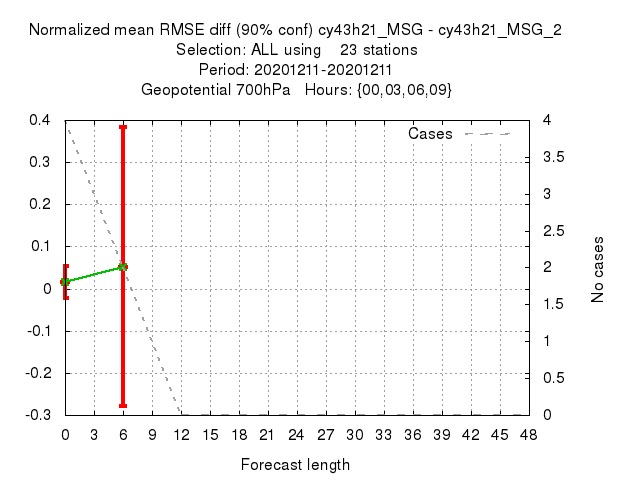 Normalized mean RMSE diff (90% conf) cy43h21_MSG - cy43h21_MSG_2
Selection: ALL using 23 stations
Period: 20201211-20201211
Geopotential 700hPa Hours: {00,03,06,09}
Cases
0.4
0.3
0.2
0.1
0
-0.1
-0.2
-0.3
4
3.5
3
2.5
2
1.5
1
0.5
0
No cases
0 3 6 9 12 15 18 21 24 27 30 33 36 39 42 45 48
Forecast length